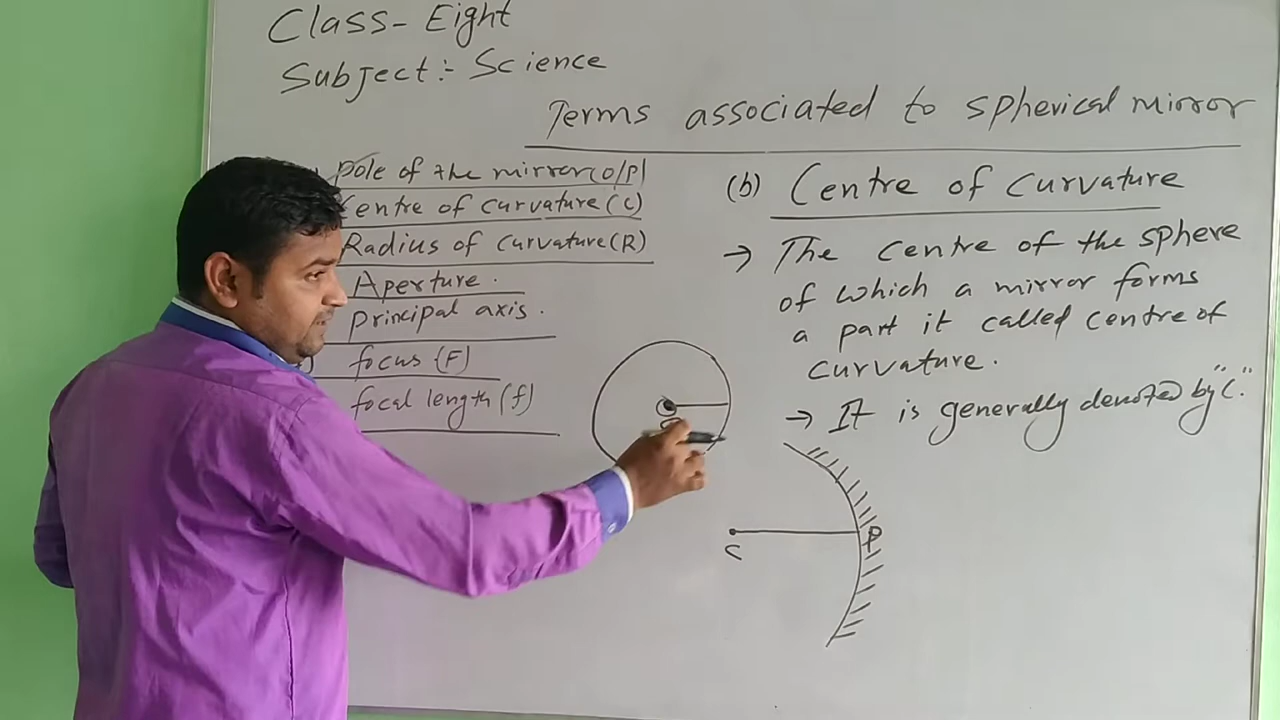 Class- Eight
Subject:- Science
Terms associated to spherical mirror
pole of the mirror(O/P)
Centre of curvature(C)
Radius of curvature(R)
Aperture.
principal axis.
focus (F)
focal length(f)
(b) Centre of Curvature
→ The centre of the sphere
of which a mirror forms
a part it called centre of
curvature.
→ It is generally denoted by "C".
C
P